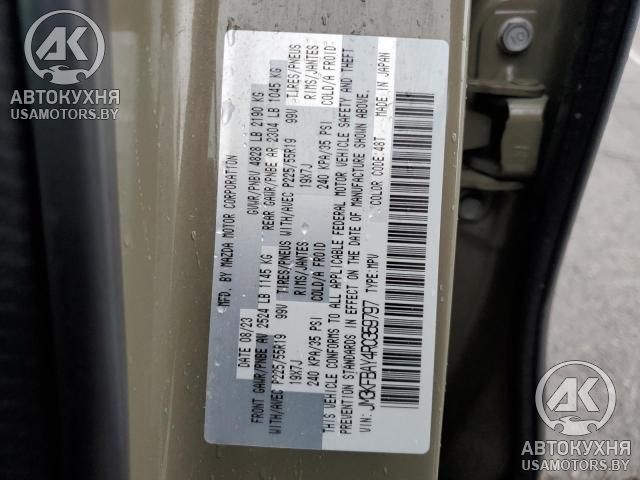 АК
АВТОКУХНЯ
USAMOTORS.BY
MFD. BY MAZDA MOTOR CORPORATION
DATE 08/23 GVWR/PNBV 4828 LB 2190 KG
FRONT GAWR/PNBE AV 2524 LB 1145 KG REAR GAWR/PNBE AR 2304 LB 1045 KG
WITH/AVEC P225/55R19 99V TIRES/PNEUS WITH/AVEC P225/55R19 99V TIRES/PNEUS
19X7J RIMS/JANTES 19X7J RIMS/JANTES
240 KPA/35 PSI COLD/A FROID 240 KPA/35 PSI COLD/A FROID
THIS VEHICLE CONFORMS TO ALL APPLICABLE FEDERAL MOTOR VEHICLE SAFETY AND THEFT
PREVENTION STANDARDS IN EFFECT ON THE DATE OF MANUFACTURE SHOWN ABOVE.
VIN: JM3KFBAY4R0359797 TYPE:MPV COLOR CODE:48T MADE IN JAPAN
АК
АВТОКУХНЯ
USAMOTORS.BY